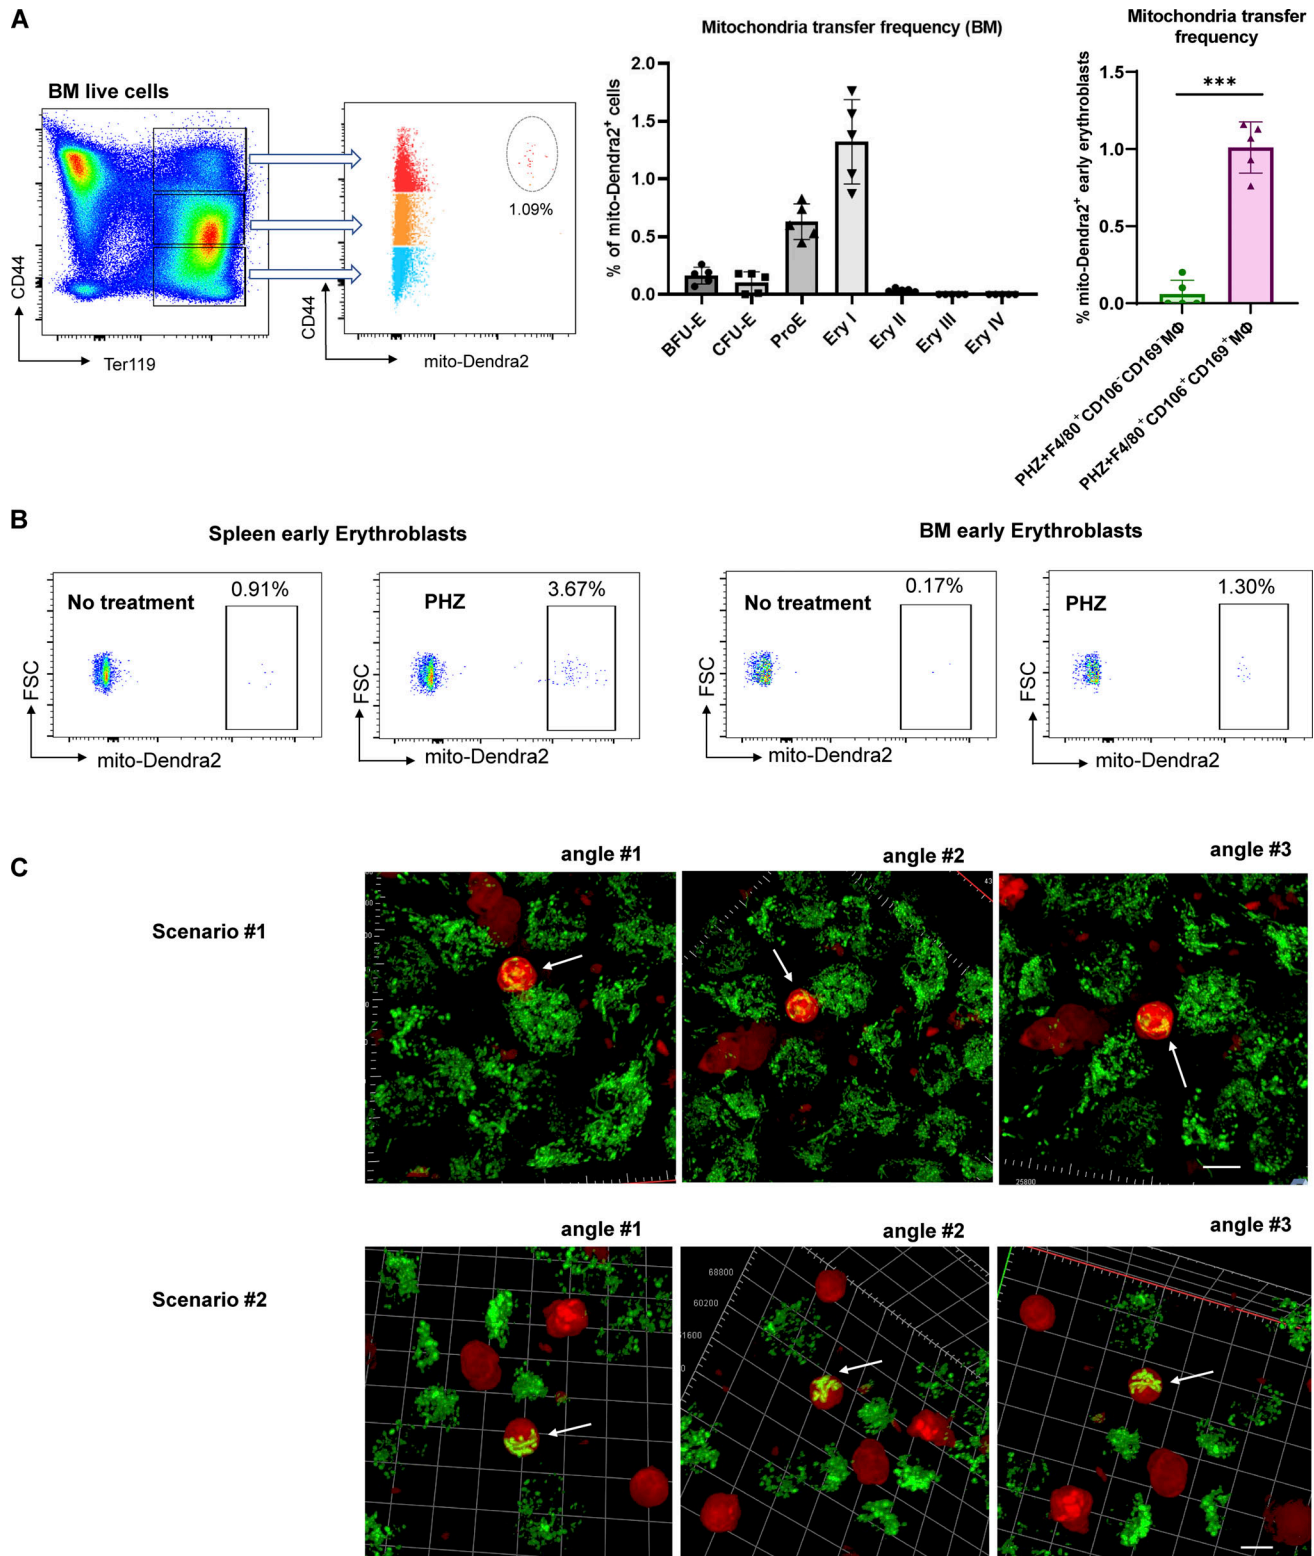 A
BM live cells
CD44
Ter119
1.09%
CD44
mito-Dendra2
Mitochondria transfer frequency (BM)
% of mito-Dendra2⁺ cells
2.0
1.5
1.0
0.5
0.0
BFU-E
CFU-E
ProE
Ery I
Ery II
Ery III
Ery IV
Mitochondria transfer
frequency
% mito-Dendra2⁺ early erythroblasts
1.5
1.0
0.5
0.0
***
PHZ+F4/80⁺CD106⁻CD169⁻MΦ
PHZ+F4/80⁺CD106⁺CD169⁺MΦ
B
Spleen early Erythroblasts
BM early Erythroblasts
No treatment
0.91%
FSC
mito-Dendra2
PHZ
3.67%
FSC
mito-Dendra2
No treatment
0.17%
FSC
mito-Dendra2
PHZ
1.30%
FSC
mito-Dendra2
C
Scenario #1
angle #1
angle #2
angle #3
43
25800
Scenario #2
angle #1
angle #2
angle #3
68800
60200
51600